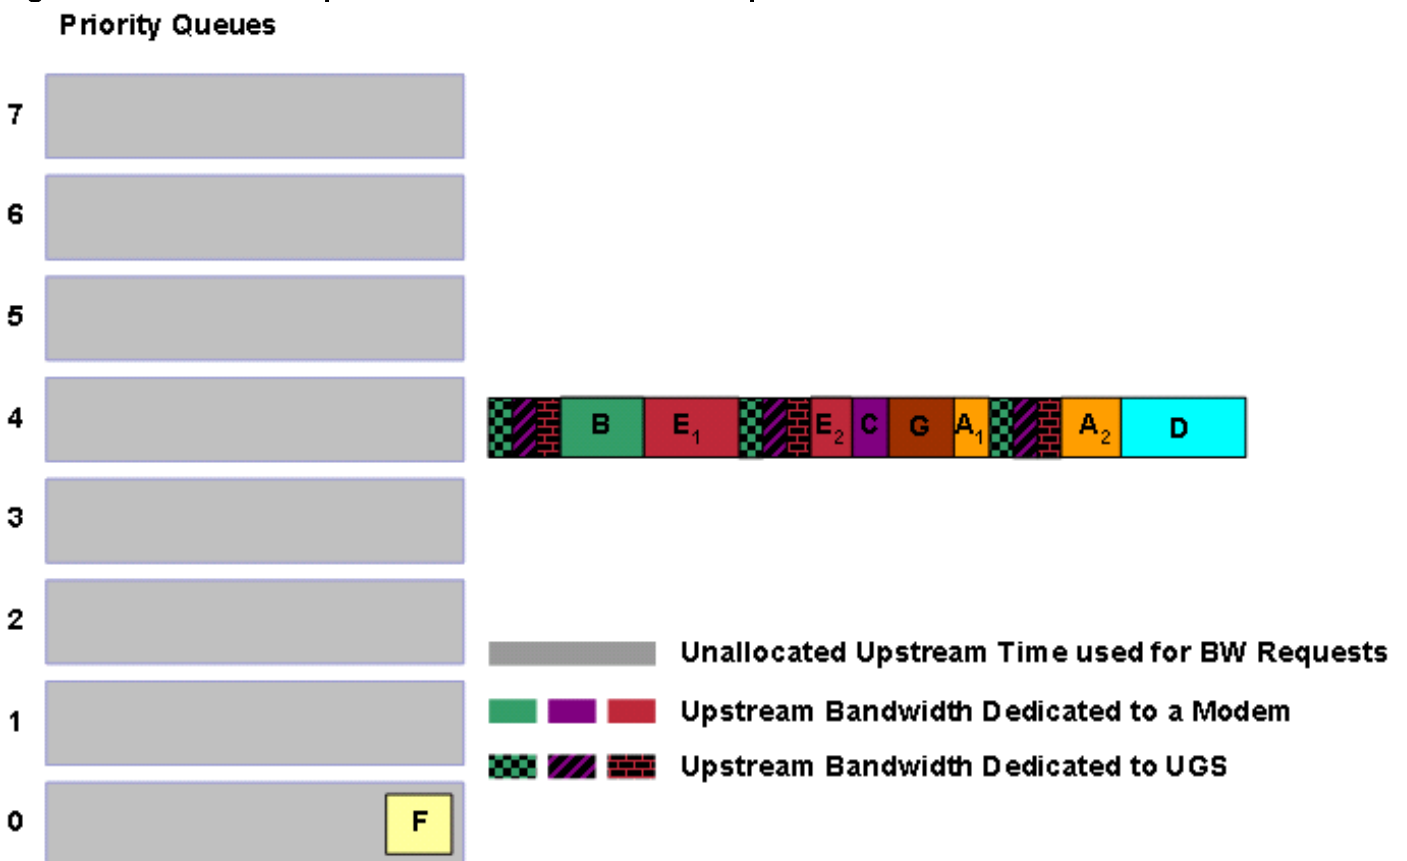 Priority Queues
7
6
5
4
B E1 E2 C G A1 A2 D
3
2
Unallocated Upstream Time used for BW Requests
1
Upstream Bandwidth Dedicated to a Modem
Upstream Bandwidth Dedicated to UGS
0
F